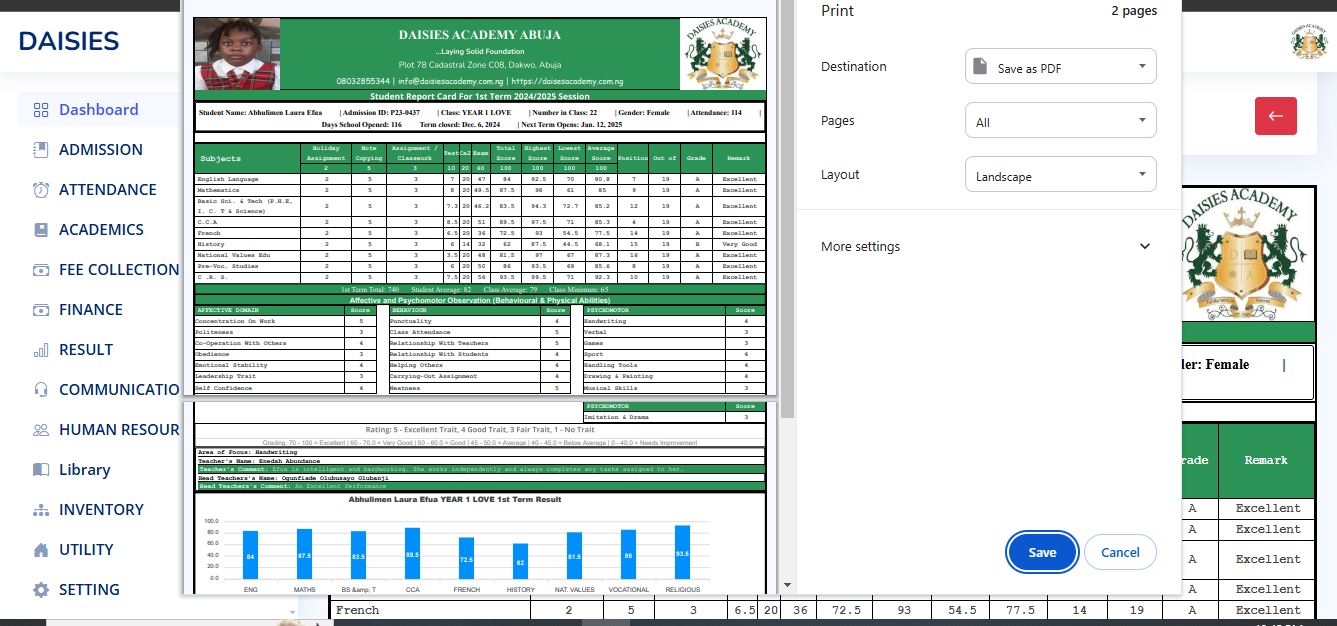 DAISIES
Dashboard
ADMISSION
ATTENDANCE
ACADEMICS
FEE COLLECTION
FINANCE
RESULT
COMMUNICATIO
HUMAN RESOUR
Library
INVENTORY
UTILITY
SETTING
DAISIES ACADEMY ABUJA
...Laying Solid Foundation
Plot 78 Cadastral Zone C08, Dakwo, Abuja
08032855344 | info@daisiesacademy.com.ng | https://daisesacademy.com.ng
DAISIES ACADEMY
Student Report Card For 1st Term 2024/2025 Session
Student Name: Abhulimen Laura Efua | Admission ID: P23-0437 | Class: YEAR 1 LOVE | Number in Class: 22 | Gender: Female | Attendance: 114 |
Days School Opened: 116 Term closed: Dec. 6, 2024 | Next Term Opens: Jan. 12, 2025
Subjects Holiday Assignment Note Copying Assignment / Classwork Test Ca2 Exam Total Score Highest Score Lowest Score Average Score Position Out of Grade Remark
2 5 3 10 20 60 100 100 100 100
English Language 2 5 3 7 20 47 84 92.5 70 80.8 7 19 A Excellent
Mathematics 2 5 3 8 20 49.5 87.5 98 61 85 9 19 A Excellent
Basic Sci. & Tech (P.H.E, I. C. T & Science) 2 5 3 7.3 20 46.2 83.5 94.3 72.7 85.2 12 19 A Excellent
C.C.A 2 5 3 8.5 20 51 89.5 97.5 71 85.3 4 19 A Excellent
French 2 5 3 6.5 20 36 72.5 93 54.5 77.5 14 19 A Excellent
History 2 5 3 6 14 32 62 87.5 44.5 68.1 15 19 B Very Good
National Values Edu 2 5 3 3.5 20 48 81.5 97 67 87.3 16 19 A Excellent
Pre-Voc. Studies 2 5 3 6 20 50 86 93.5 69 85.6 8 19 A Excellent
C .R. S. 2 5 3 7.5 20 56 93.5 99.5 71 92.3 10 19 A Excellent
1st Term Total: 740 Student Average: 82 Class Average: 79 Class Minimum: 65
Affective and Psychomotor Observation (Behavioural & Physical Abilities)
AFFECTIVE DOMAIN Score BEHAVIOUR Score PSYCHOMOTOR Score
Concentration On Work 5 Punctuality 4 Handwriting 4
Politeness 3 Class Attendance 5 Verbal 3
Co-Operation With Others 4 Relationship With Teachers 5 Games 3
Obedience 3 Relationship With Students 4 Sport 4
Emotional Stability 4 Helping Others 4 Handling Tools 4
Leadership Trait 3 Carrying-Out Assignment 4 Drawing & Painting 4
Self Confidence 4 Neatness 5 Musical Skills 3
PSYCHOMOTOR Score
Imitation & Drama 3
Rating: 5 - Excellent Trait, 4 Good Trait, 3 Fair Trait, 1 - No Trait
Grading: 70 - 100 = Excellent | 60 - 70.0 = Very Good | 50 - 60.0 = Good | 45 - 50.0 = Average | 40 - 45.0 = Below Average | 0 - 40.0 = Needs Improvement
Area of Focus: Handwriting
Teacher's Name: Enedah Abundance
Teacher's Comment: Efua is intelligent and hardworking. She works independently and always completes any tasks assigned to her.
Head Teachers's Name: Ogunfiade Olubusayo Olubanji
Head Teachers's Comment: An Excellent Performance
Abhulimen Laura Efua YEAR 1 LOVE 1st Term Result
100.0
80.0
60.0
40.0
20.0
0.0
84 87.5 83.5 89.5 72.5 62 81.5 86 93.5
ENG MATHS BS &amp; T CCA FRENCH HISTORY NAT. VALUES VOCATIONAL RELIGIOUS
Print 2 pages
Destination Save as PDF
Pages All
Layout Landscape
More settings
Save Cancel
DAISIES ACADEMY
D A
der: Female |
rade Remark
A Excellent
A Excellent
A Excellent
A Excellent
French 2 5 3 6.5 20 36 72.5 93 54.5 77.5 14 19 A Excellent